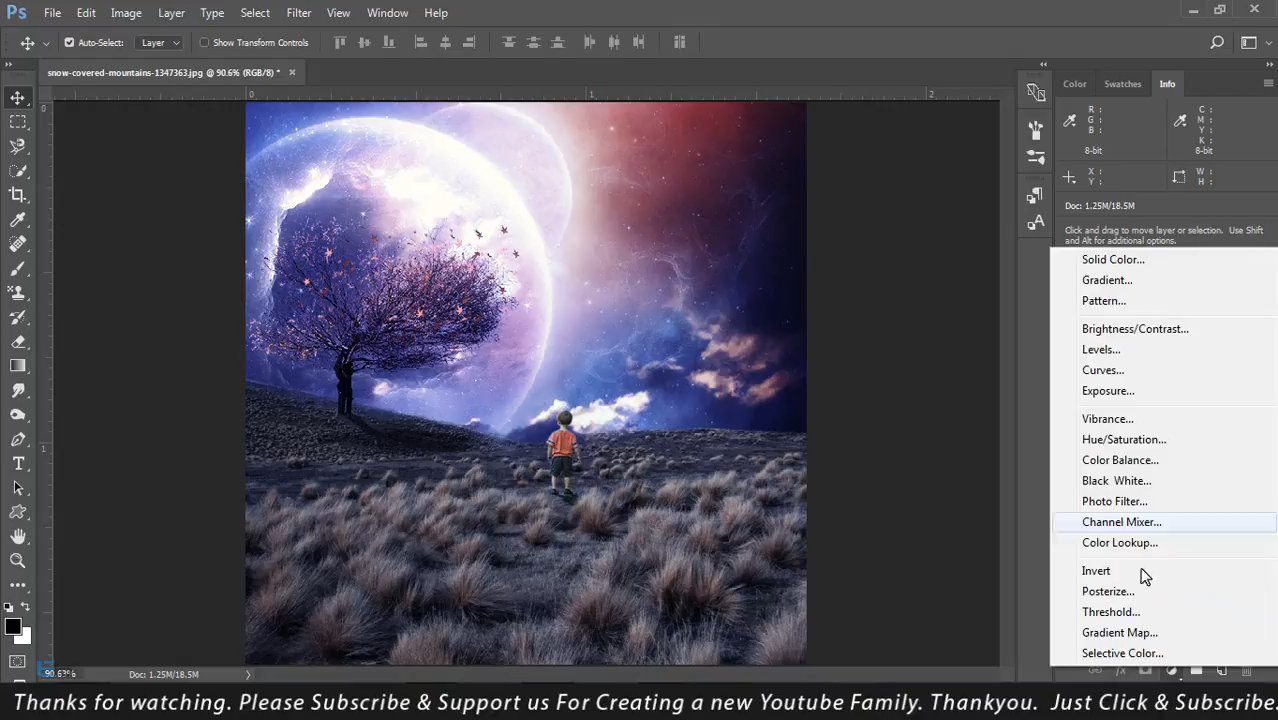 Ps File Edit Image Layer Type Select Filter 3D View Window Help
Auto-Select: Layer Show Transform Controls
snow-covered-mountains-1347363.jpg @ 90.6% (RGB/8) *
Color Swatches Info
0 1 2
R : C :
G : M :
B : Y :
K :
8-bit 8-bit
X : W :
Y : H :
Doc: 1.25M/18.5M
Click and drag to move layer or selection. Use Shift
and Alt for additional options.
Solid Color...
Gradient...
Pattern...
Brightness/Contrast...
Levels...
Curves...
Exposure...
Vibrance...
Hue/Saturation...
Color Balance...
Black White...
Photo Filter...
Channel Mixer...
Color Lookup...
Invert
Posterize...
Threshold...
Gradient Map...
Selective Color...
90.63% Doc: 1.25M/18.5M
Thanks for watching. Please Subscribe & Support us For Creating a new Youtube Family. Thankyou. Just Click & Subscribe.